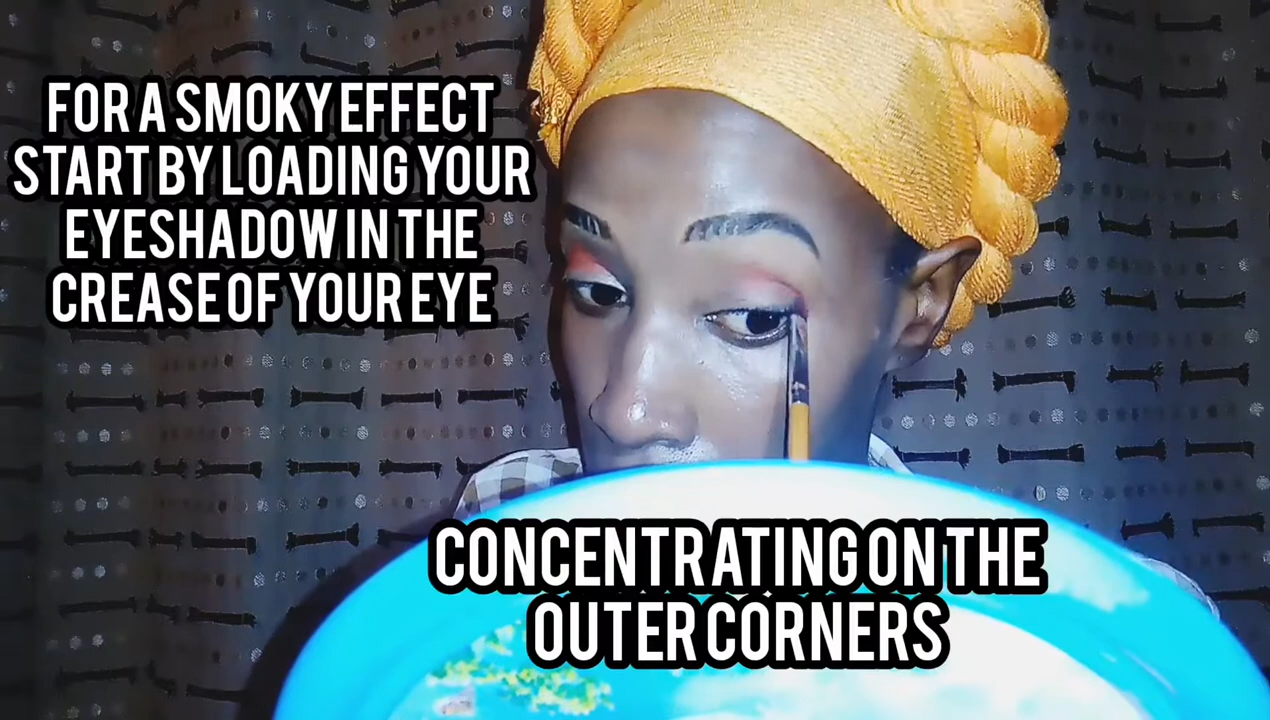 FOR A SMOKY EFFECT
START BY LOADING YOUR
EYESHADOW IN THE
CREASE OF YOUR EYE
CONCENTRATING ON THE
OUTER CORNERS